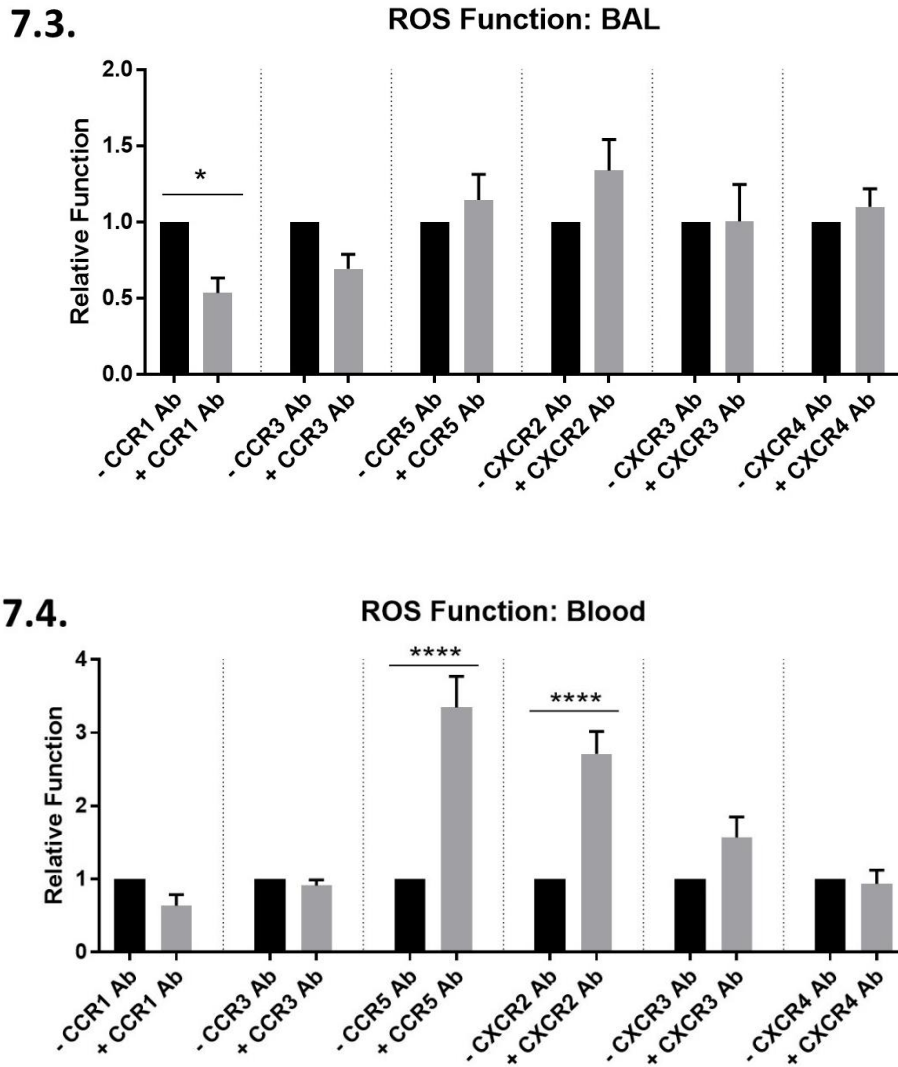 7.3.
ROS Function: BAL
Relative Function
2.0
1.5
1.0
0.5
0.0
*
- CCR1 Ab
+ CCR1 Ab
- CCR3 Ab
+ CCR3 Ab
- CCR5 Ab
+ CCR5 Ab
- CXCR2 Ab
+ CXCR2 Ab
- CXCR3 Ab
+ CXCR3 Ab
- CXCR4 Ab
+ CXCR4 Ab
7.4.
ROS Function: Blood
Relative Function
4
3
2
1
0
****
****
- CCR1 Ab
+ CCR1 Ab
- CCR3 Ab
+ CCR3 Ab
- CCR5 Ab
+ CCR5 Ab
- CXCR2 Ab
+ CXCR2 Ab
- CXCR3 Ab
+ CXCR3 Ab
- CXCR4 Ab
+ CXCR4 Ab